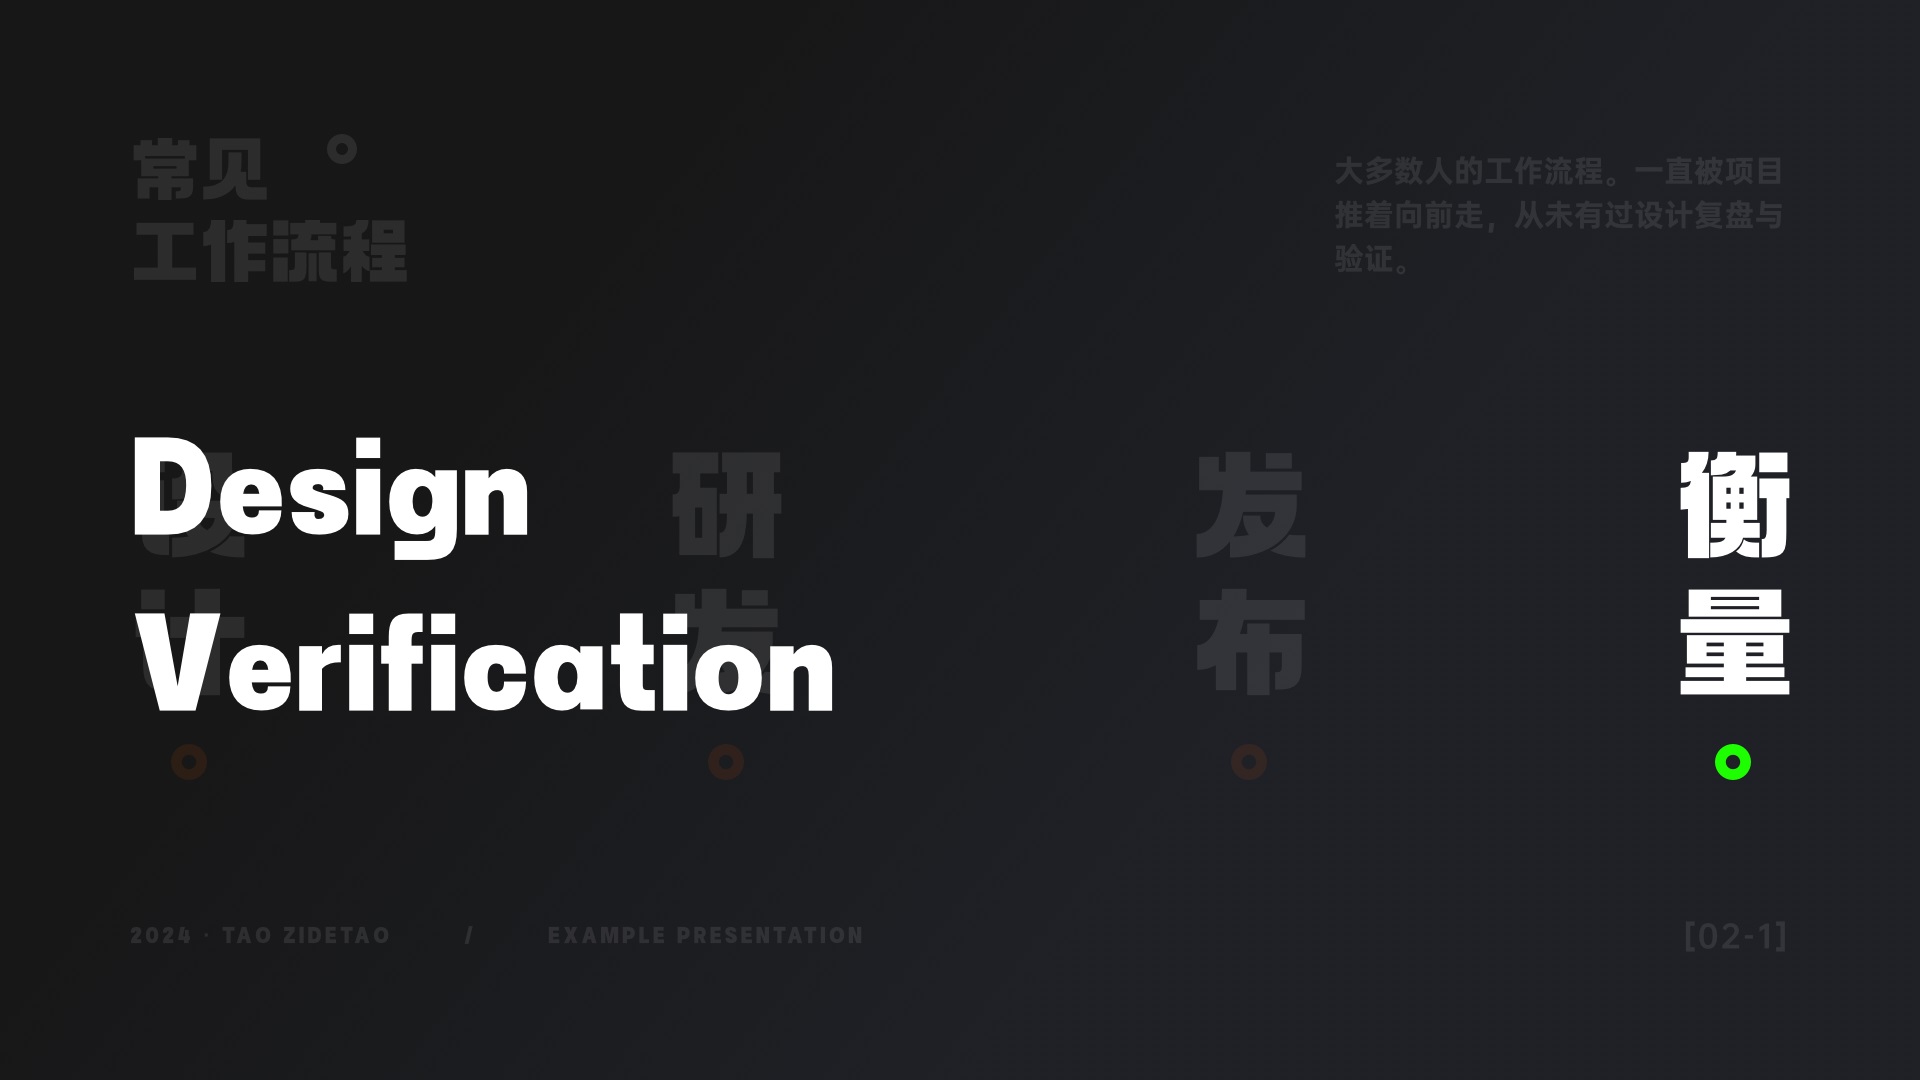 常见
工作流程
大多数人的工作流程。一直被项目
推着向前走，从未有过设计复盘与
验证。
Design
Verification
设计
研发
发布
衡量
2024 · TAO ZIDETAO / EXAMPLE PRESENTATION
[02-1]